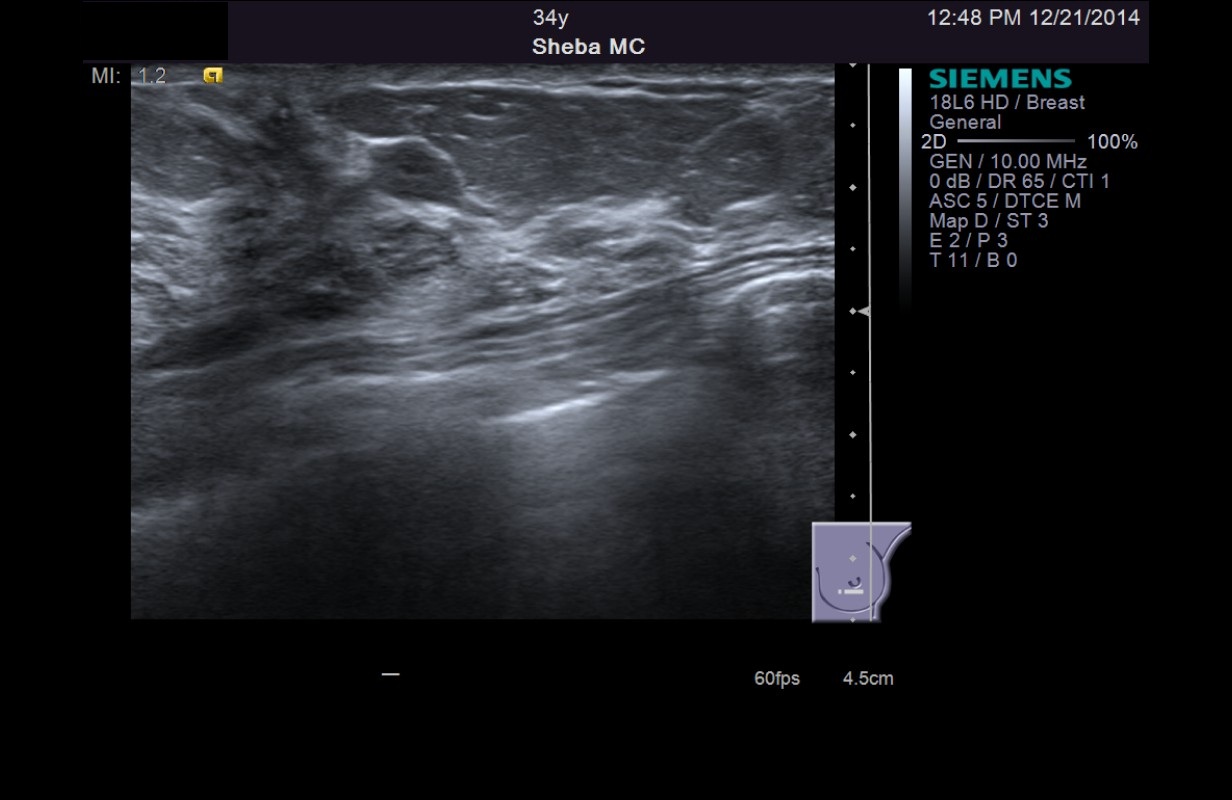 34y
12:48 PM 12/21/2014
Sheba MC
MI: 1.2
SIEMENS
18L6 HD / Breast
General
2D 100%
GEN / 10.00 MHz
0 dB / DR 65 / CTI 1
ASC 5 / DTCE M
Map D / ST 3
E 2 / P 3
T 11 / B 0
60fps 4.5cm